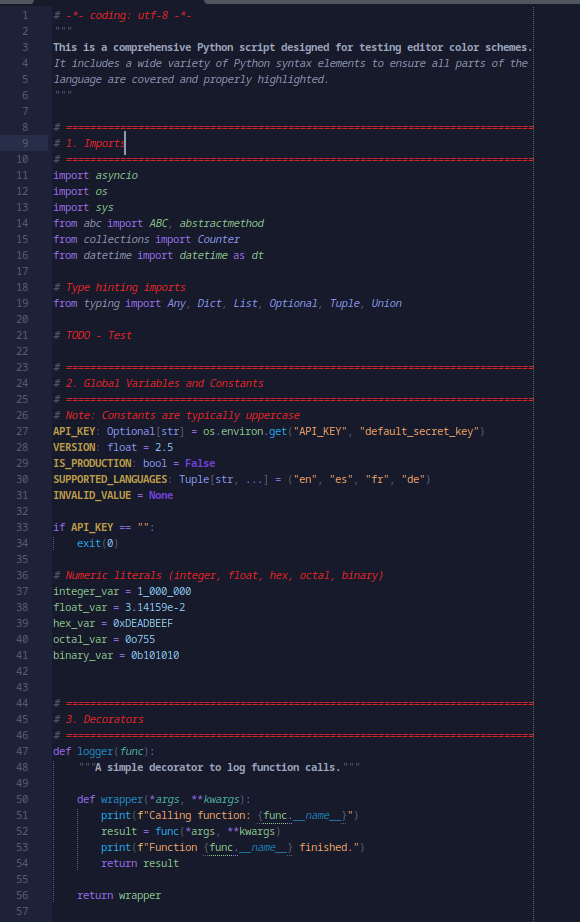 1 # -*- coding: utf-8 -*-
2 """
3 This is a comprehensive Python script designed for testing editor color schemes.
4 It includes a wide variety of Python syntax elements to ensure all parts of the
5 language are covered and properly highlighted.
6 """
7
8 # ==============================================================================
9 # 1. Imports
10 # ==============================================================================
11 import asyncio
12 import os
13 import sys
14 from abc import ABC, abstractmethod
15 from collections import Counter
16 from datetime import datetime as dt
17
18 # Type hinting imports
19 from typing import Any, Dict, List, Optional, Tuple, Union
20
21 # TODO - Test
22
23 # ==============================================================================
24 # 2. Global Variables and Constants
25 # ==============================================================================
26 # Note: Constants are typically uppercase
27 API_KEY: Optional[str] = os.environ.get("API_KEY", "default_secret_key")
28 VERSION: float = 2.5
29 IS_PRODUCTION: bool = False
30 SUPPORTED_LANGUAGES: Tuple[str, ...] = ("en", "es", "fr", "de")
31 INVALID_VALUE = None
32
33 if API_KEY == "":
34     exit(0)
35
36 # Numeric literals (integer, float, hex, octal, binary)
37 integer_var = 1_000_000
38 float_var = 3.14159e-2
39 hex_var = 0xDEADBEEF
40 octal_var = 0o755
41 binary_var = 0b101010
42
43
44 # ==============================================================================
45 # 3. Decorators
46 # ==============================================================================
47 def logger(func):
48     """A simple decorator to log function calls."""
49
50     def wrapper(*args, **kwargs):
51         print(f"Calling function: {func.__name__}")
52         result = func(*args, **kwargs)
53         print(f"Function {func.__name__} finished.")
54         return result
55
56     return wrapper
57